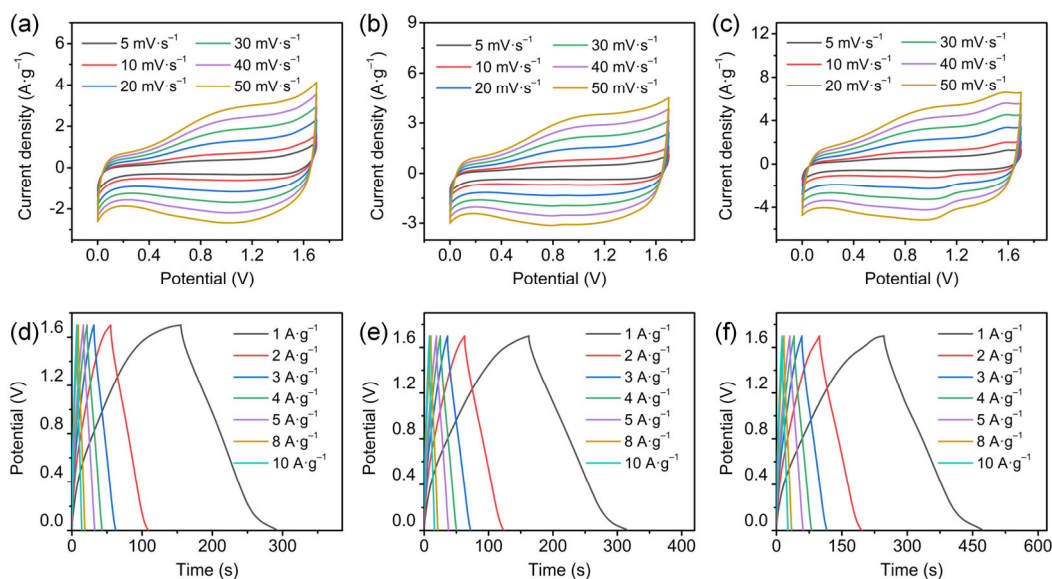 (a)
6
4
2
0
-2
Current density (A·g⁻¹)
5 mV·s⁻¹
10 mV·s⁻¹
20 mV·s⁻¹
30 mV·s⁻¹
40 mV·s⁻¹
50 mV·s⁻¹
0.0 0.4 0.8 1.2 1.6
Potential (V)
(b)
9
6
3
0
-3
Current density (A·g⁻¹)
5 mV·s⁻¹
10 mV·s⁻¹
20 mV·s⁻¹
30 mV·s⁻¹
40 mV·s⁻¹
50 mV·s⁻¹
0.0 0.4 0.8 1.2 1.6
Potential (V)
(c)
12
8
4
0
-4
Current density (A·g⁻¹)
5 mV·s⁻¹
10 mV·s⁻¹
20 mV·s⁻¹
30 mV·s⁻¹
40 mV·s⁻¹
50 mV·s⁻¹
0.0 0.4 0.8 1.2 1.6
Potential (V)
(d)
1.6
1.2
0.8
0.4
0.0
Potential (V)
1 A·g⁻¹
2 A·g⁻¹
3 A·g⁻¹
4 A·g⁻¹
5 A·g⁻¹
8 A·g⁻¹
10 A·g⁻¹
0 100 200 300
Time (s)
(e)
1.6
1.2
0.8
0.4
0.0
Potential (V)
1 A·g⁻¹
2 A·g⁻¹
3 A·g⁻¹
4 A·g⁻¹
5 A·g⁻¹
8 A·g⁻¹
10 A·g⁻¹
0 80 160 240 320 400
Time (s)
(f)
1.6
1.2
0.8
0.4
0.0
Potential (V)
1 A·g⁻¹
2 A·g⁻¹
3 A·g⁻¹
4 A·g⁻¹
5 A·g⁻¹
8 A·g⁻¹
10 A·g⁻¹
0 150 300 450 600
Time (s)